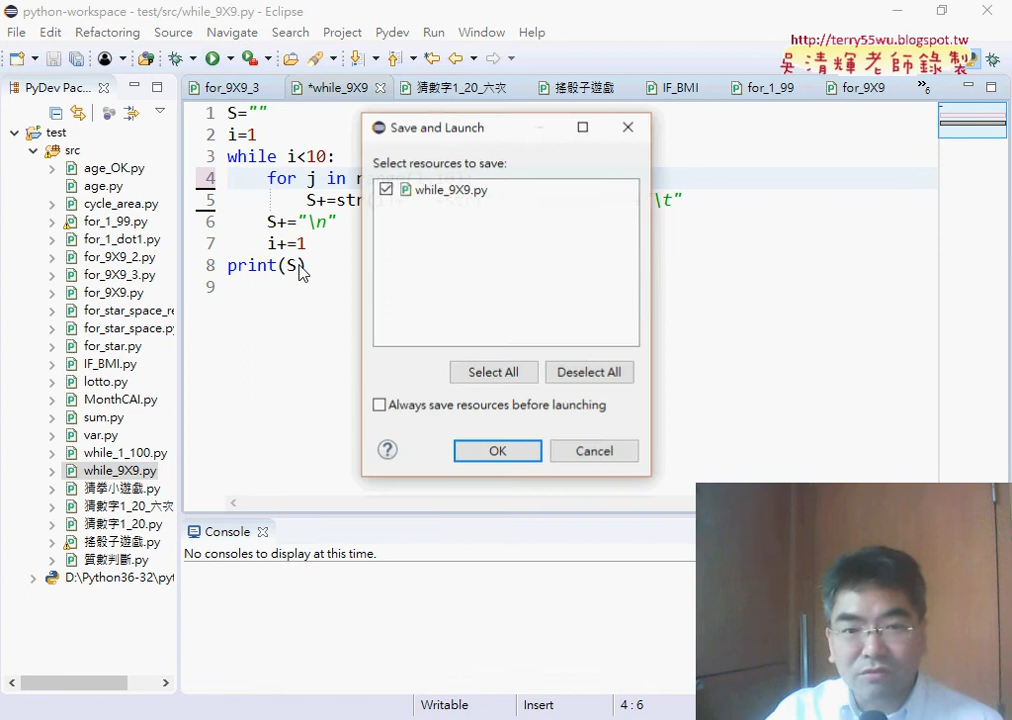 python-workspace - test/src/while_9X9.py - Eclipse
File Edit Refactoring Source Navigate Search Project Pydev Run Window Help
http://terry55wu.blogspot.tw
吳清輝老師錄製
PyDev Pac...
for_9X9_3
*while_9X9
猜數字1_20_六次
搖骰子遊戲
IF_BMI
for_1_99
for_9X9
»6
test
src
age_OK.py
age.py
cycle_area.py
for_1_99.py
for_1_dot1.py
for_9X9_2.py
for_9X9_3.py
for_9X9.py
for_star_space_re
for_star_space.py
for_star.py
IF_BMI.py
lotto.py
MonthCAl.py
sum.py
var.py
while_1_100.py
while_9X9.py
猜拳小遊戲.py
猜數字1_20_六次
猜數字1_20.py
搖骰子遊戲.py
質數判斷.py
D:\Python36-32\pyt
1 S=""
2 i=1
3 while i<10:
4 for j in
5 S+=str \t"
6 S+="\n"
7 i+=1
8 print(S)
9
Save and Launch
Select resources to save:
while_9X9.py
Select All
Deselect All
Always save resources before launching
OK
Cancel
Console
No consoles to display at this time.
Writable
Insert
4 : 6